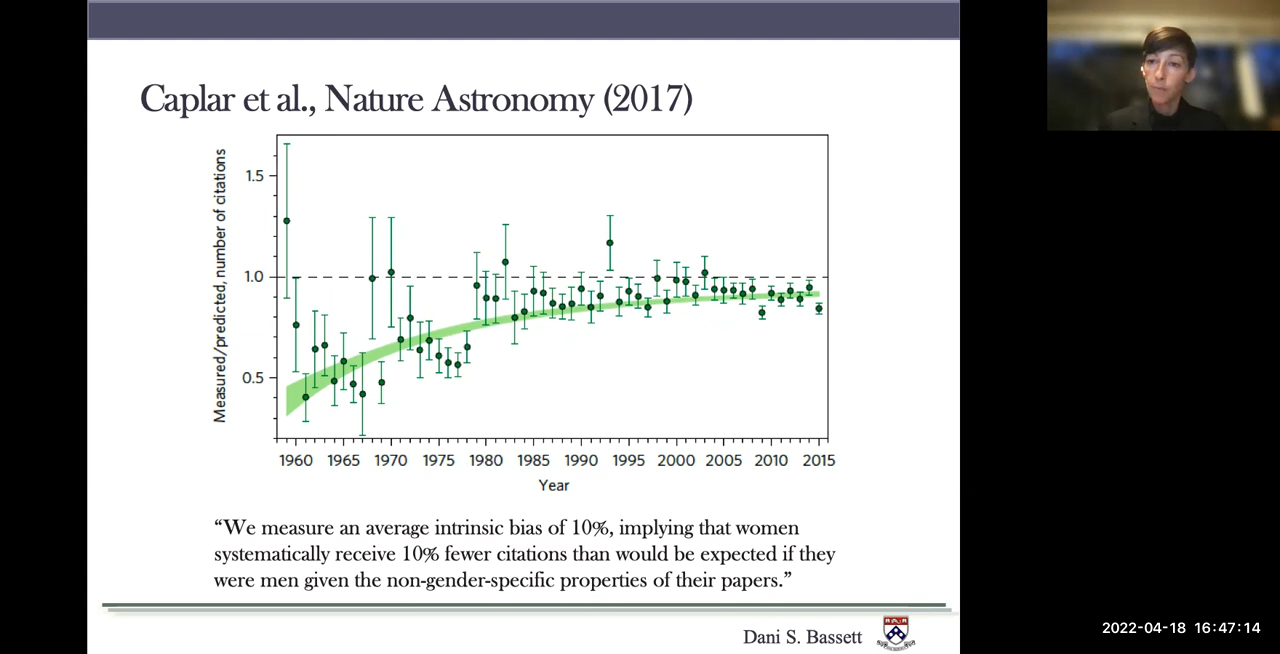 Caplar et al., Nature Astronomy (2017)
Measured/predicted, number of citations
1.5
1.0
0.5
1960 1965 1970 1975 1980 1985 1990 1995 2000 2005 2010 2015
Year
“We measure an average intrinsic bias of 10%, implying that women
systematically receive 10% fewer citations than would be expected if they
were men given the non-gender-specific properties of their papers.”
Dani S. Bassett
2022-04-18 16:47:14